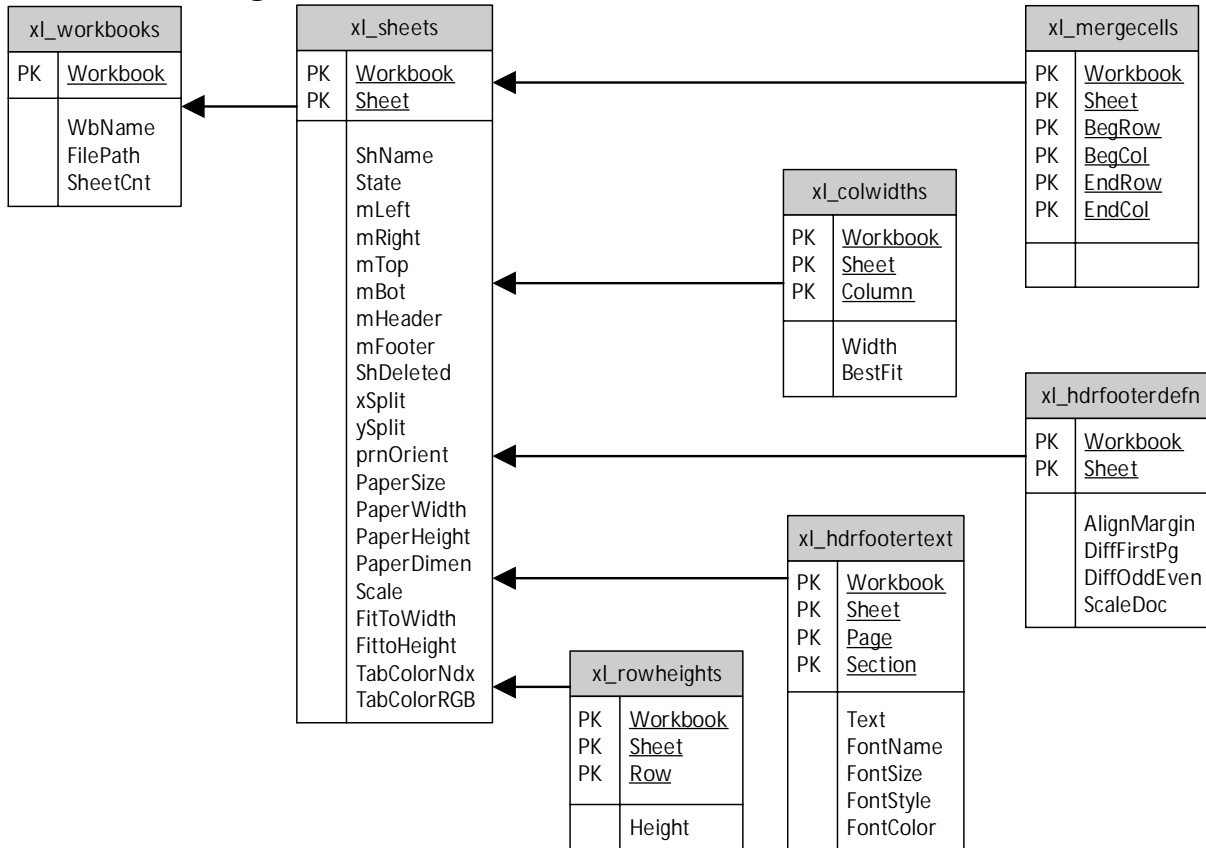 xl_workbooks
PK Workbook
WbName
FilePath
SheetCnt
xl_sheets
PK Workbook
PK Sheet
ShName
State
mLeft
mRight
mTop
mBot
mHeader
mFooter
ShDeleted
xSplit
ySplit
prnOrient
PaperSize
PaperWidth
PaperHeight
PaperDimen
Scale
FitToWidth
FittoHeight
TabColorNdx
TabColorRGB
xl_mergecells
PK Workbook
PK Sheet
PK BegRow
PK BegCol
PK EndRow
PK EndCol
xl_colwidths
PK Workbook
PK Sheet
PK Column
Width
BestFit
xl_hdrfooterdefn
PK Workbook
PK Sheet
AlignMargin
DiffFirstPg
DiffOddEven
ScaleDoc
xl_hdrfootertext
PK Workbook
PK Sheet
PK Page
PK Section
Text
FontName
FontSize
FontStyle
FontColor
xl_rowheights
PK Workbook
PK Sheet
PK Row
Height